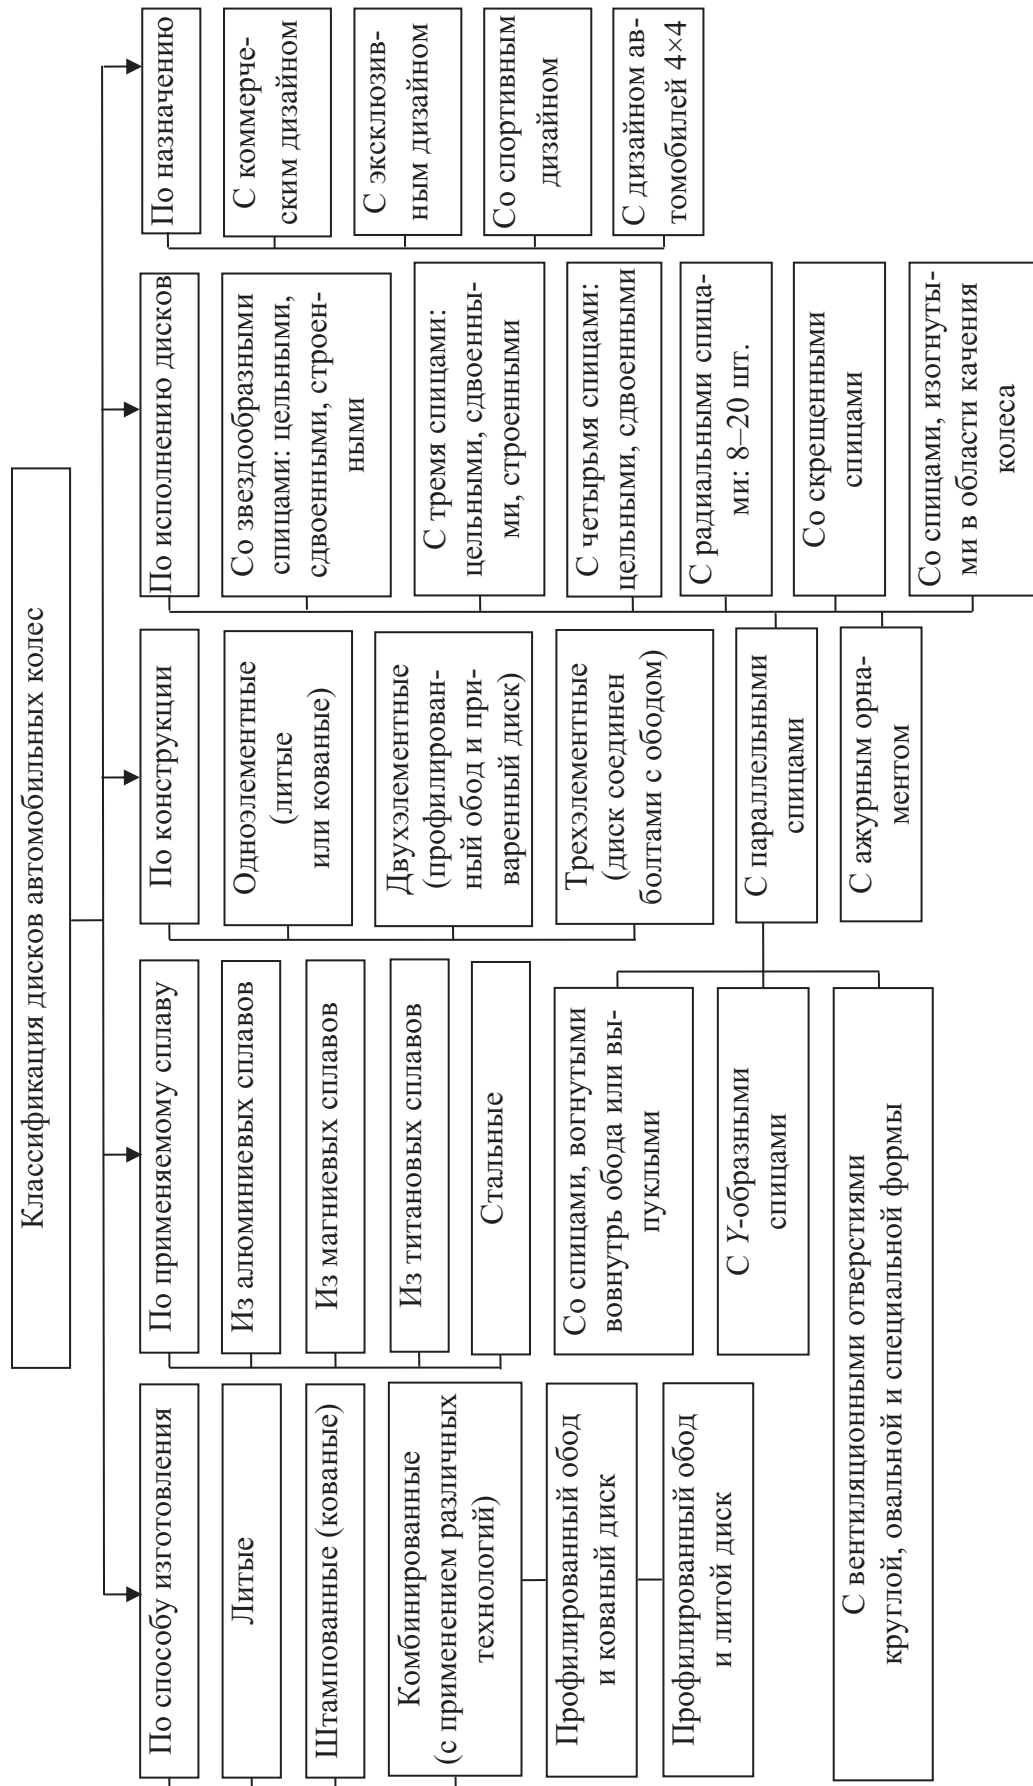 Классификация дисков автомобильных колес
По способу изготовления
Литые
Штампованные (кованые)
Комбинированные
(с применением различных
технологий)
Профилированный обод
и кованый диск
Профилированный обод
и литой диск
По применяемому сплаву
Из алюминиевых сплавов
Из магниевых сплавов
Из титановых сплавов
Стальные
По конструкции
Одноэлементные
(литые
или кованые)
Двухэлементные
(профилирован-
ный обод и при-
варенный диск)
Трехэлементные
(диск соединен
болтами с ободом)
По исполнению дисков
Со звездообразными
спицами: цельными,
сдвоенными, строен-
ными
С тремя спицами:
цельными, сдвоенны-
ми, строенными
С четырьмя спицами:
цельными, сдвоенными
С радиальными спица-
ми: 8–20 шт.
Со скрещенными
спицами
Со спицами, изогнуты-
ми в области качения
колеса
С параллельными
спицами
С ажурным орна-
ментом
Со спицами, вогнутыми
вовнутрь обода или вы-
пуклыми
С Y-образными
спицами
С вентиляционными отверстиями
круглой, овальной и специальной формы
По назначению
С коммерче-
ским дизайном
С эксклюзив-
ным дизайном
Со спортивным
дизайном
С дизайном ав-
томобилей 4×4